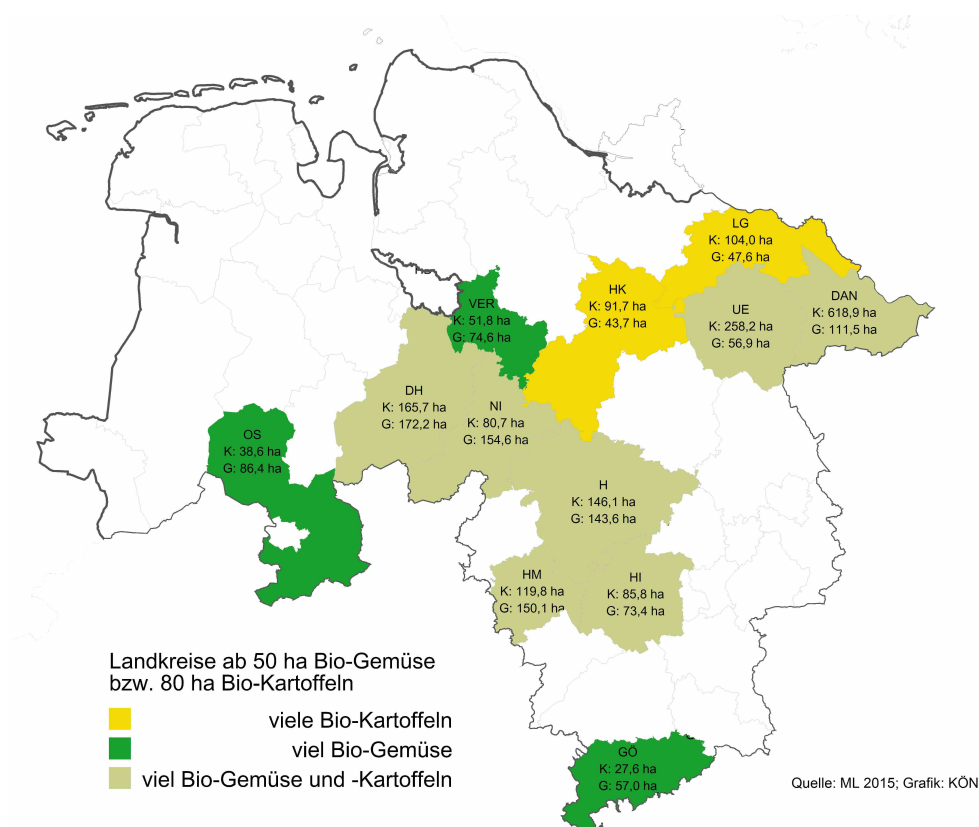 LG
K: 104,0 ha
G: 47,6 ha
HK
K: 91,7 ha
G: 43,7 ha
DAN
K: 618,9 ha
G: 111,5 ha
UE
K: 258,2 ha
G: 56,9 ha
VER
K: 51,8 ha
G: 74,6 ha
DH
K: 165,7 ha
G: 172,2 ha
NI
K: 80,7 ha
G: 154,6 ha
OS
K: 38,6 ha
G: 86,4 ha
H
K: 146,1 ha
G: 143,6 ha
HM
K: 119,8 ha
G: 150,1 ha
HI
K: 85,8 ha
G: 73,4 ha
Landkreise ab 50 ha Bio-Gemüse
bzw. 80 ha Bio-Kartoffeln
viele Bio-Kartoffeln
viel Bio-Gemüse
viel Bio-Gemüse und -Kartoffeln
GÖ
K: 27,6 ha
G: 57,0 ha
Quelle: ML 2015; Grafik: KÖN